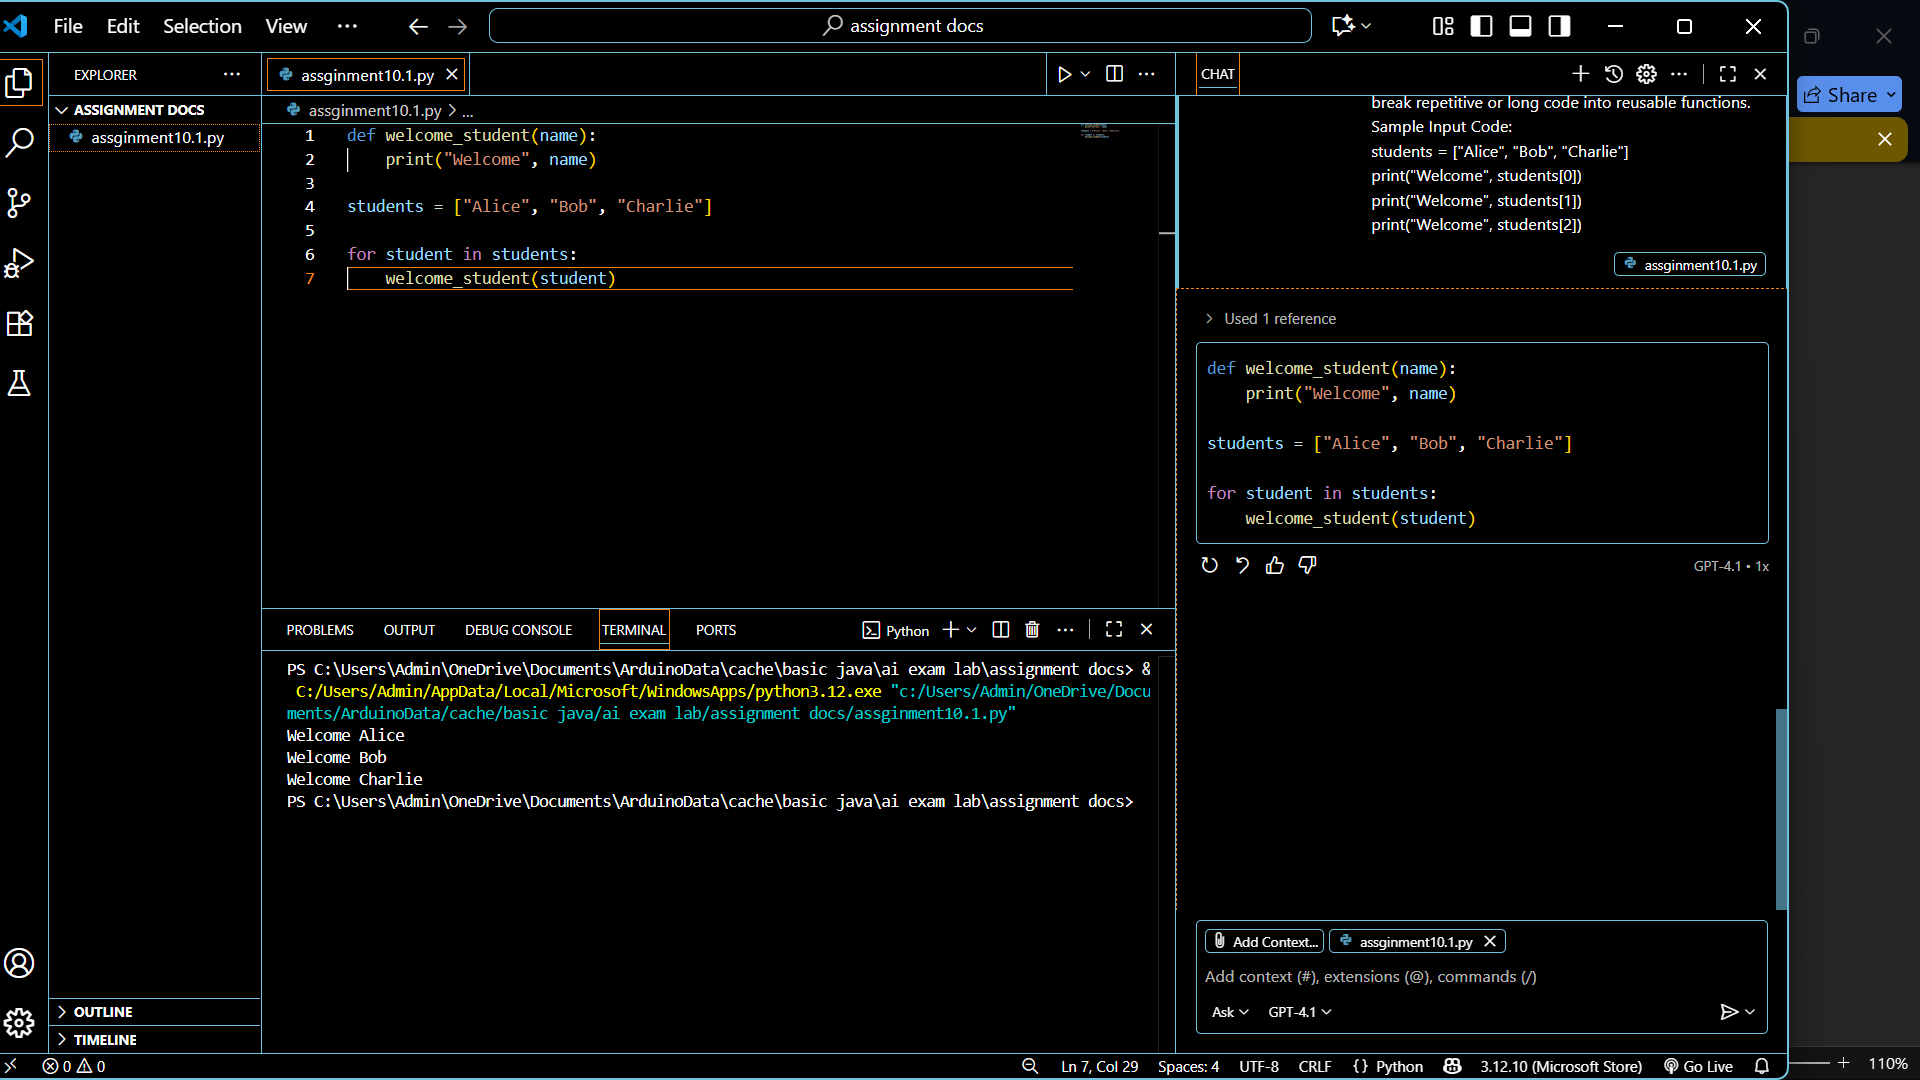 File Edit Selection View ... assignment docs
EXPLORER ...
ASSIGNMENT DOCS
assginment10.1.py
OUTLINE
TIMELINE
assginment10.1.py
assginment10.1.py > ...
1 def welcome_student(name):
2     print("Welcome", name)
3
4 students = ["Alice", "Bob", "Charlie"]
5
6 for student in students:
7     welcome_student(student)
PROBLEMS OUTPUT DEBUG CONSOLE TERMINAL PORTS Python
PS C:\Users\Admin\OneDrive\Documents\ArduinoData\cache\basic java\ai exam lab\assignment docs> &
C:/Users/Admin/AppData/Local/Microsoft/WindowsApps/python3.12.exe "c:/Users/Admin/OneDrive/Docu
ments/ArduinoData/cache/basic java/ai exam lab/assignment docs/assginment10.1.py"
Welcome Alice
Welcome Bob
Welcome Charlie
PS C:\Users\Admin\OneDrive\Documents\ArduinoData\cache\basic java\ai exam lab\assignment docs>
CHAT
break repetitive or long code into reusable functions.
Sample Input Code:
students = ["Alice", "Bob", "Charlie"]
print("Welcome", students[0])
print("Welcome", students[1])
print("Welcome", students[2])
assginment10.1.py
Used 1 reference
def welcome_student(name):
    print("Welcome", name)
students = ["Alice", "Bob", "Charlie"]
for student in students:
    welcome_student(student)
GPT-4.1 • 1x
Add Context... assginment10.1.py
Add context (#), extensions (@), commands (/)
Ask GPT-4.1
Share
0 0 Ln 7, Col 29 Spaces: 4 UTF-8 CRLF {} Python 3.12.10 (Microsoft Store) Go Live
110%